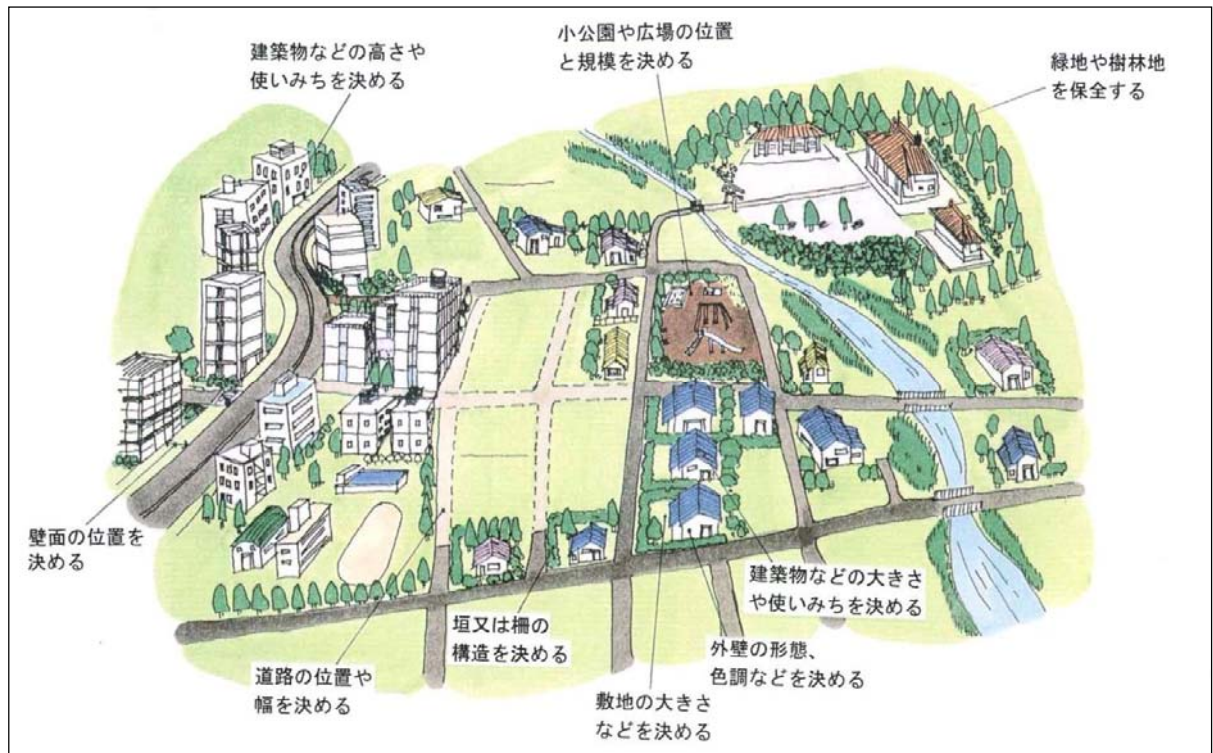 小公園や広場の位置
と規模を決める
建築物などの高さや
使いみちを決める
緑地や樹林地
を保全する
壁面の位置を
決める
建築物などの大きさ
や使いみちを決める
垣又は柵の
構造を決める
外壁の形態、
色調などを決める
道路の位置や
幅を決める
敷地の大きさ
などを決める